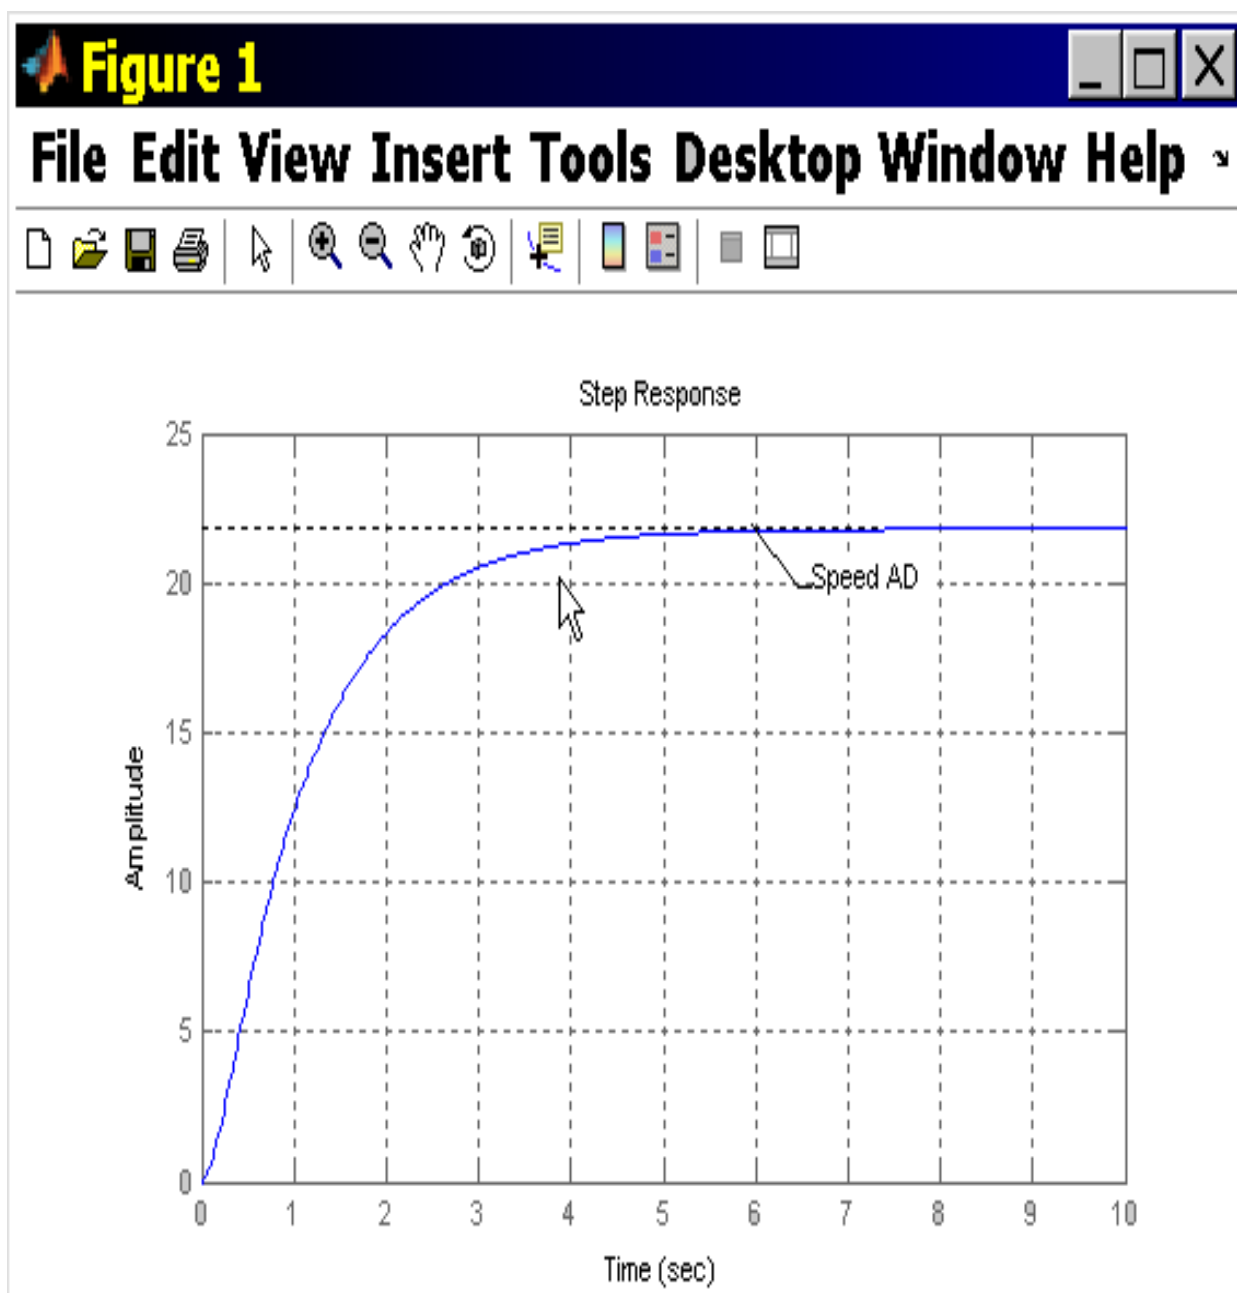 Figure 1
File Edit View Insert Tools Desktop Window Help
Step Response
25
20
15
10
5
0
Amplitude
Speed AD
0 1 2 3 4 5 6 7 8 9 10
Time (sec)